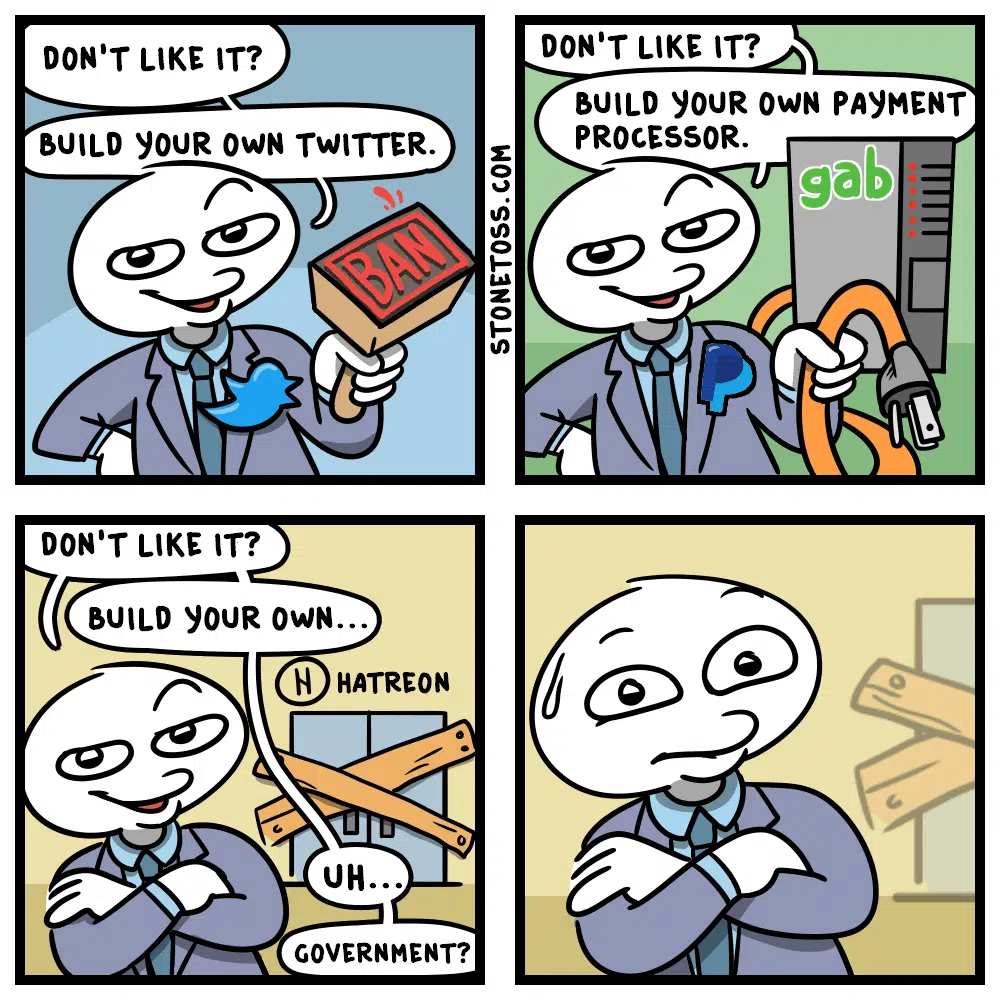 DON'T LIKE IT?
BUILD YOUR OWN TWITTER.
BAN
STONETOSS.COM
DON'T LIKE IT?
BUILD YOUR OWN PAYMENT
PROCESSOR.
gab
P
DON'T LIKE IT?
BUILD YOUR OWN...
H HATREON
UH...
GOVERNMENT?